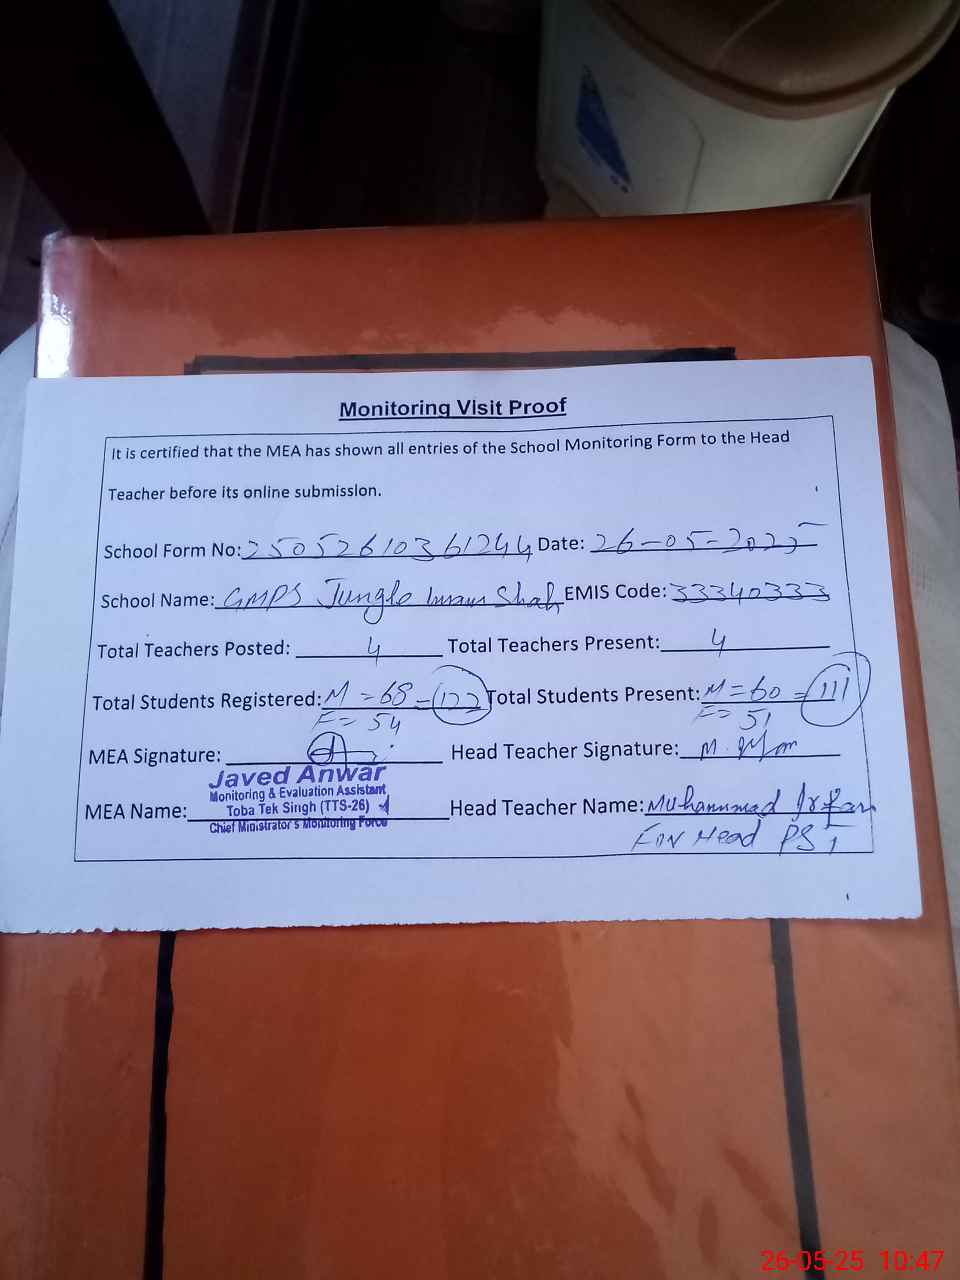 Monitoring Visit Proof
It is certified that the MEA has shown all entries of the School Monitoring Form to the Head
Teacher before its online submission.
School Form No: 25052610361244 Date: 26-05-2025
School Name: GMPS Jungle Imam Shah EMIS Code: 33340333
Total Teachers Posted: 4 Total Teachers Present: 4
Total Students Registered: M = 68 = 122 Total Students Present: M = 60 = 111
F = 54 F = 51
MEA Signature: Head Teacher Signature: M.
Javed Anwar
Monitoring & Evaluation Assistant
MEA Name: Toba Tek Singh (TTS-26) Head Teacher Name: Muhammad Irfan
Chief Ministrator's Monitoring Force
For Head PST
26-05-25 10:47